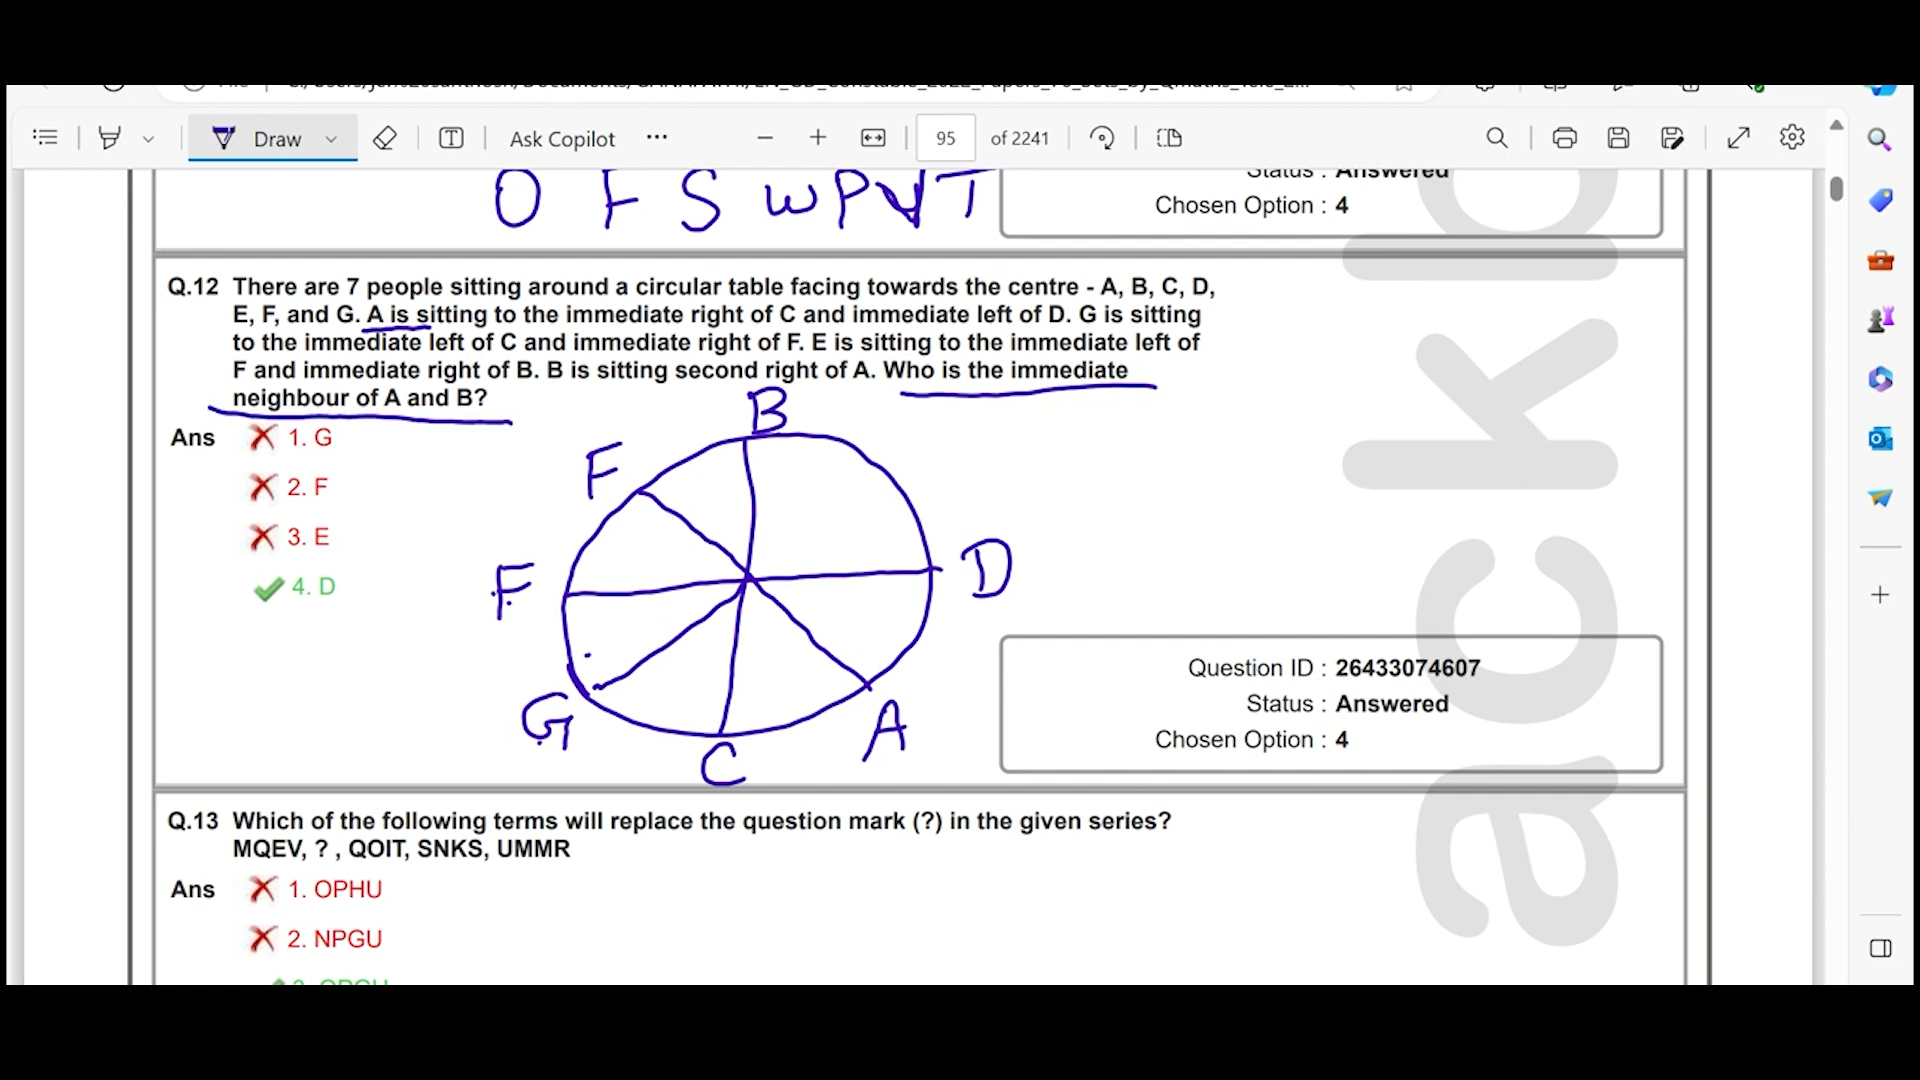 Draw
Ask Copilot
95 of 2241
O F S W P V T
Status : Answered
Chosen Option : 4
Q.12 There are 7 people sitting around a circular table facing towards the centre - A, B, C, D,
E, F, and G. A is sitting to the immediate right of C and immediate left of D. G is sitting
to the immediate left of C and immediate right of F. E is sitting to the immediate left of
F and immediate right of B. B is sitting second right of A. Who is the immediate
neighbour of A and B?
Ans 1. G
2. F
3. E
4. D
B
F
F
D
G
C
A
Question ID : 26433074607
Status : Answered
Chosen Option : 4
Q.13 Which of the following terms will replace the question mark (?) in the given series?
MQEV, ? , QOIT, SNKS, UMMR
Ans 1. OPHU
2. NPGU
ack